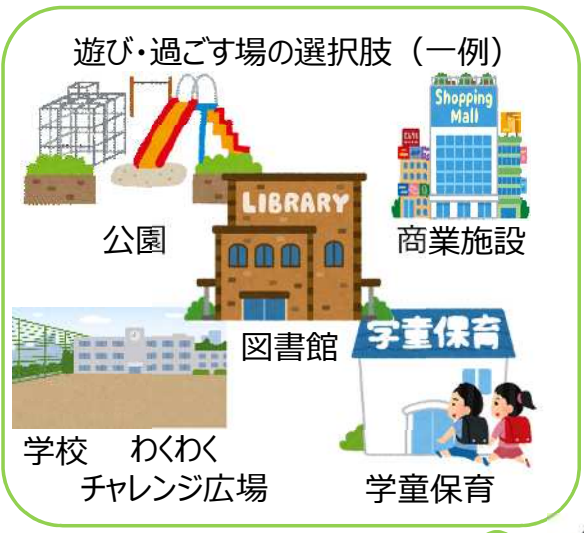 遊び・過ごす場の選択肢（一例）
Shopping
Mall
LIBRARY
公園
商業施設
図書館
学童保育
学校　わくわく
チャレンジ広場
学童保育